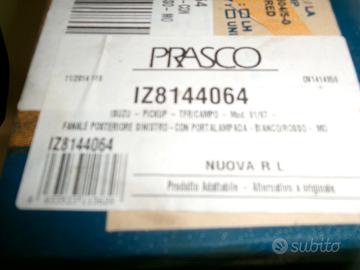 PRASCO
IZ8144064
ISUZU - PICKUP - TFR/CAMPO - Mod. 01/97 -
FANALE POSTERIORE SINISTRO-CON PORTALAMPADA - BIANCO/ROSSO - MO
IZ8144064
NUOVA R L
Prodotto Adattabile - Alternativo a originale
subito